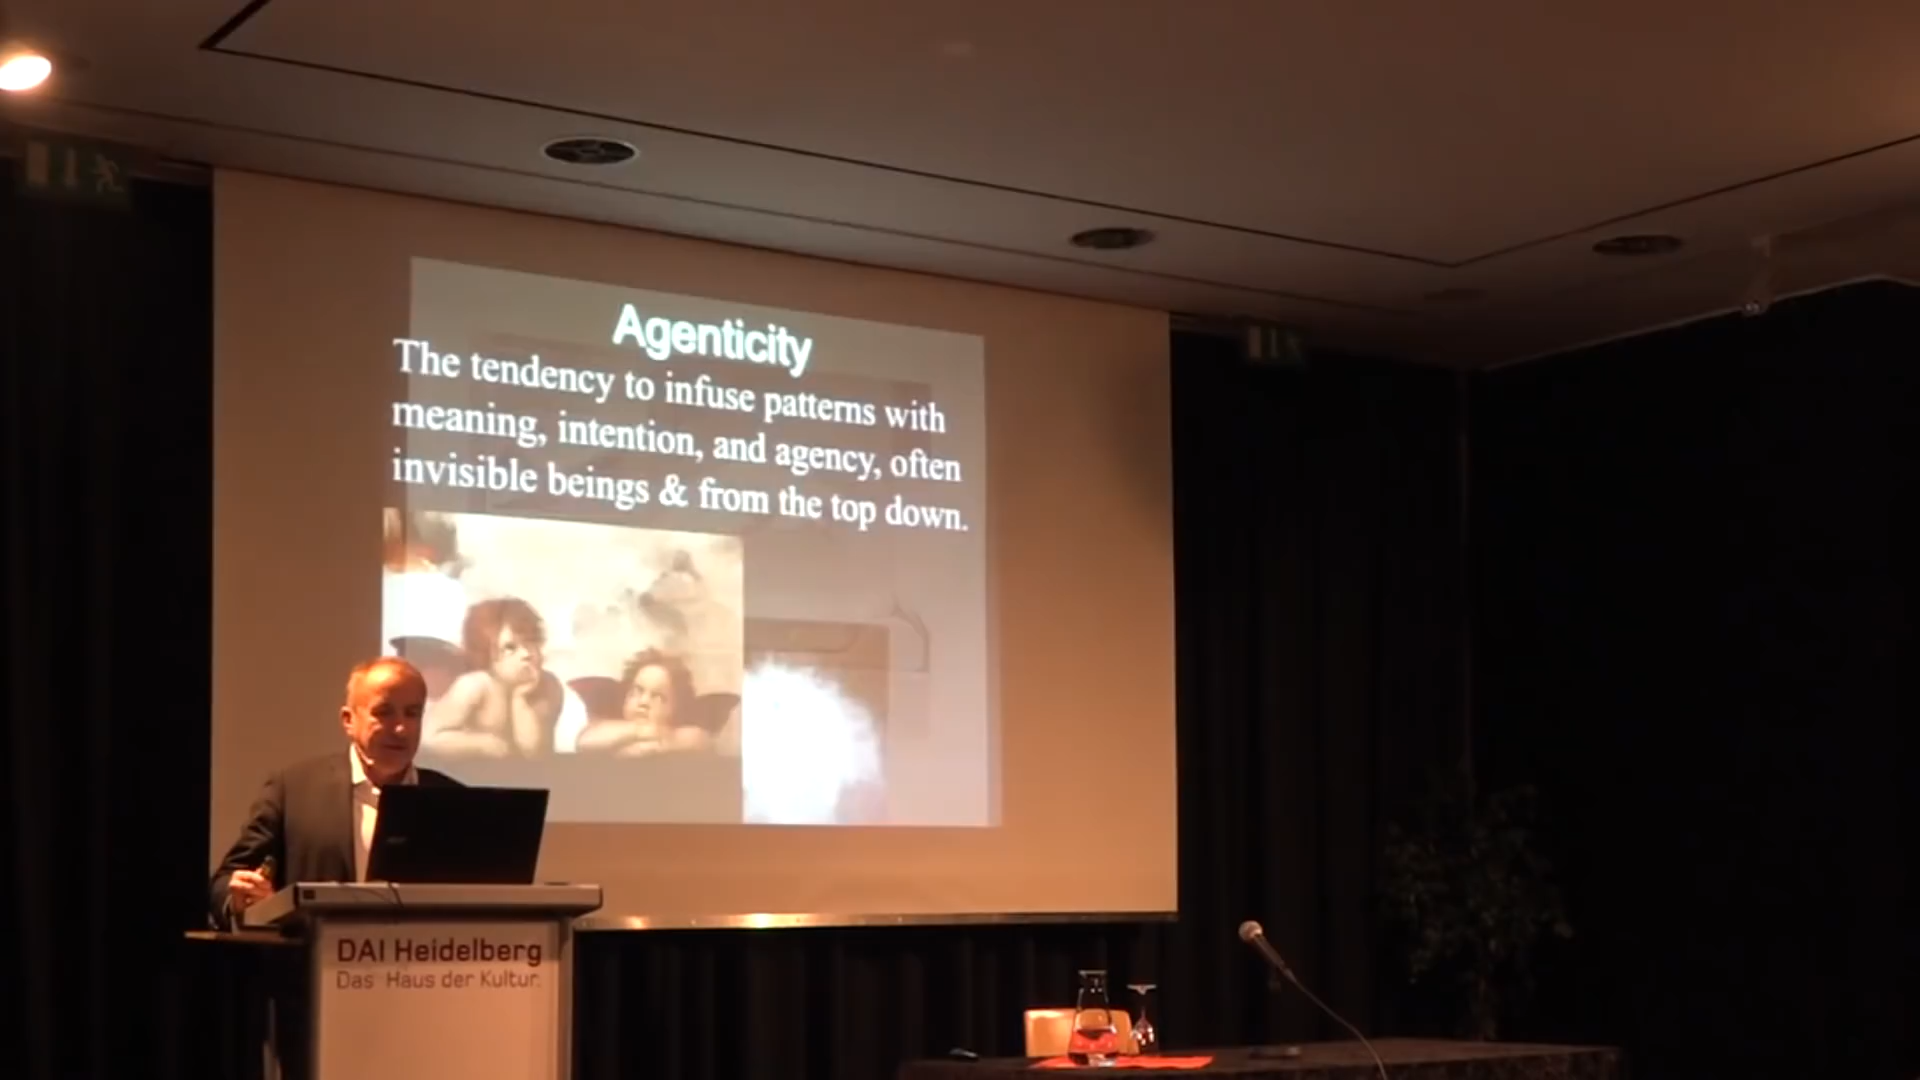 Agenticity
The tendency to infuse patterns with
meaning, intention, and agency, often
invisible beings & from the top down.
DAI Heidelberg
Das Haus der Kultur.